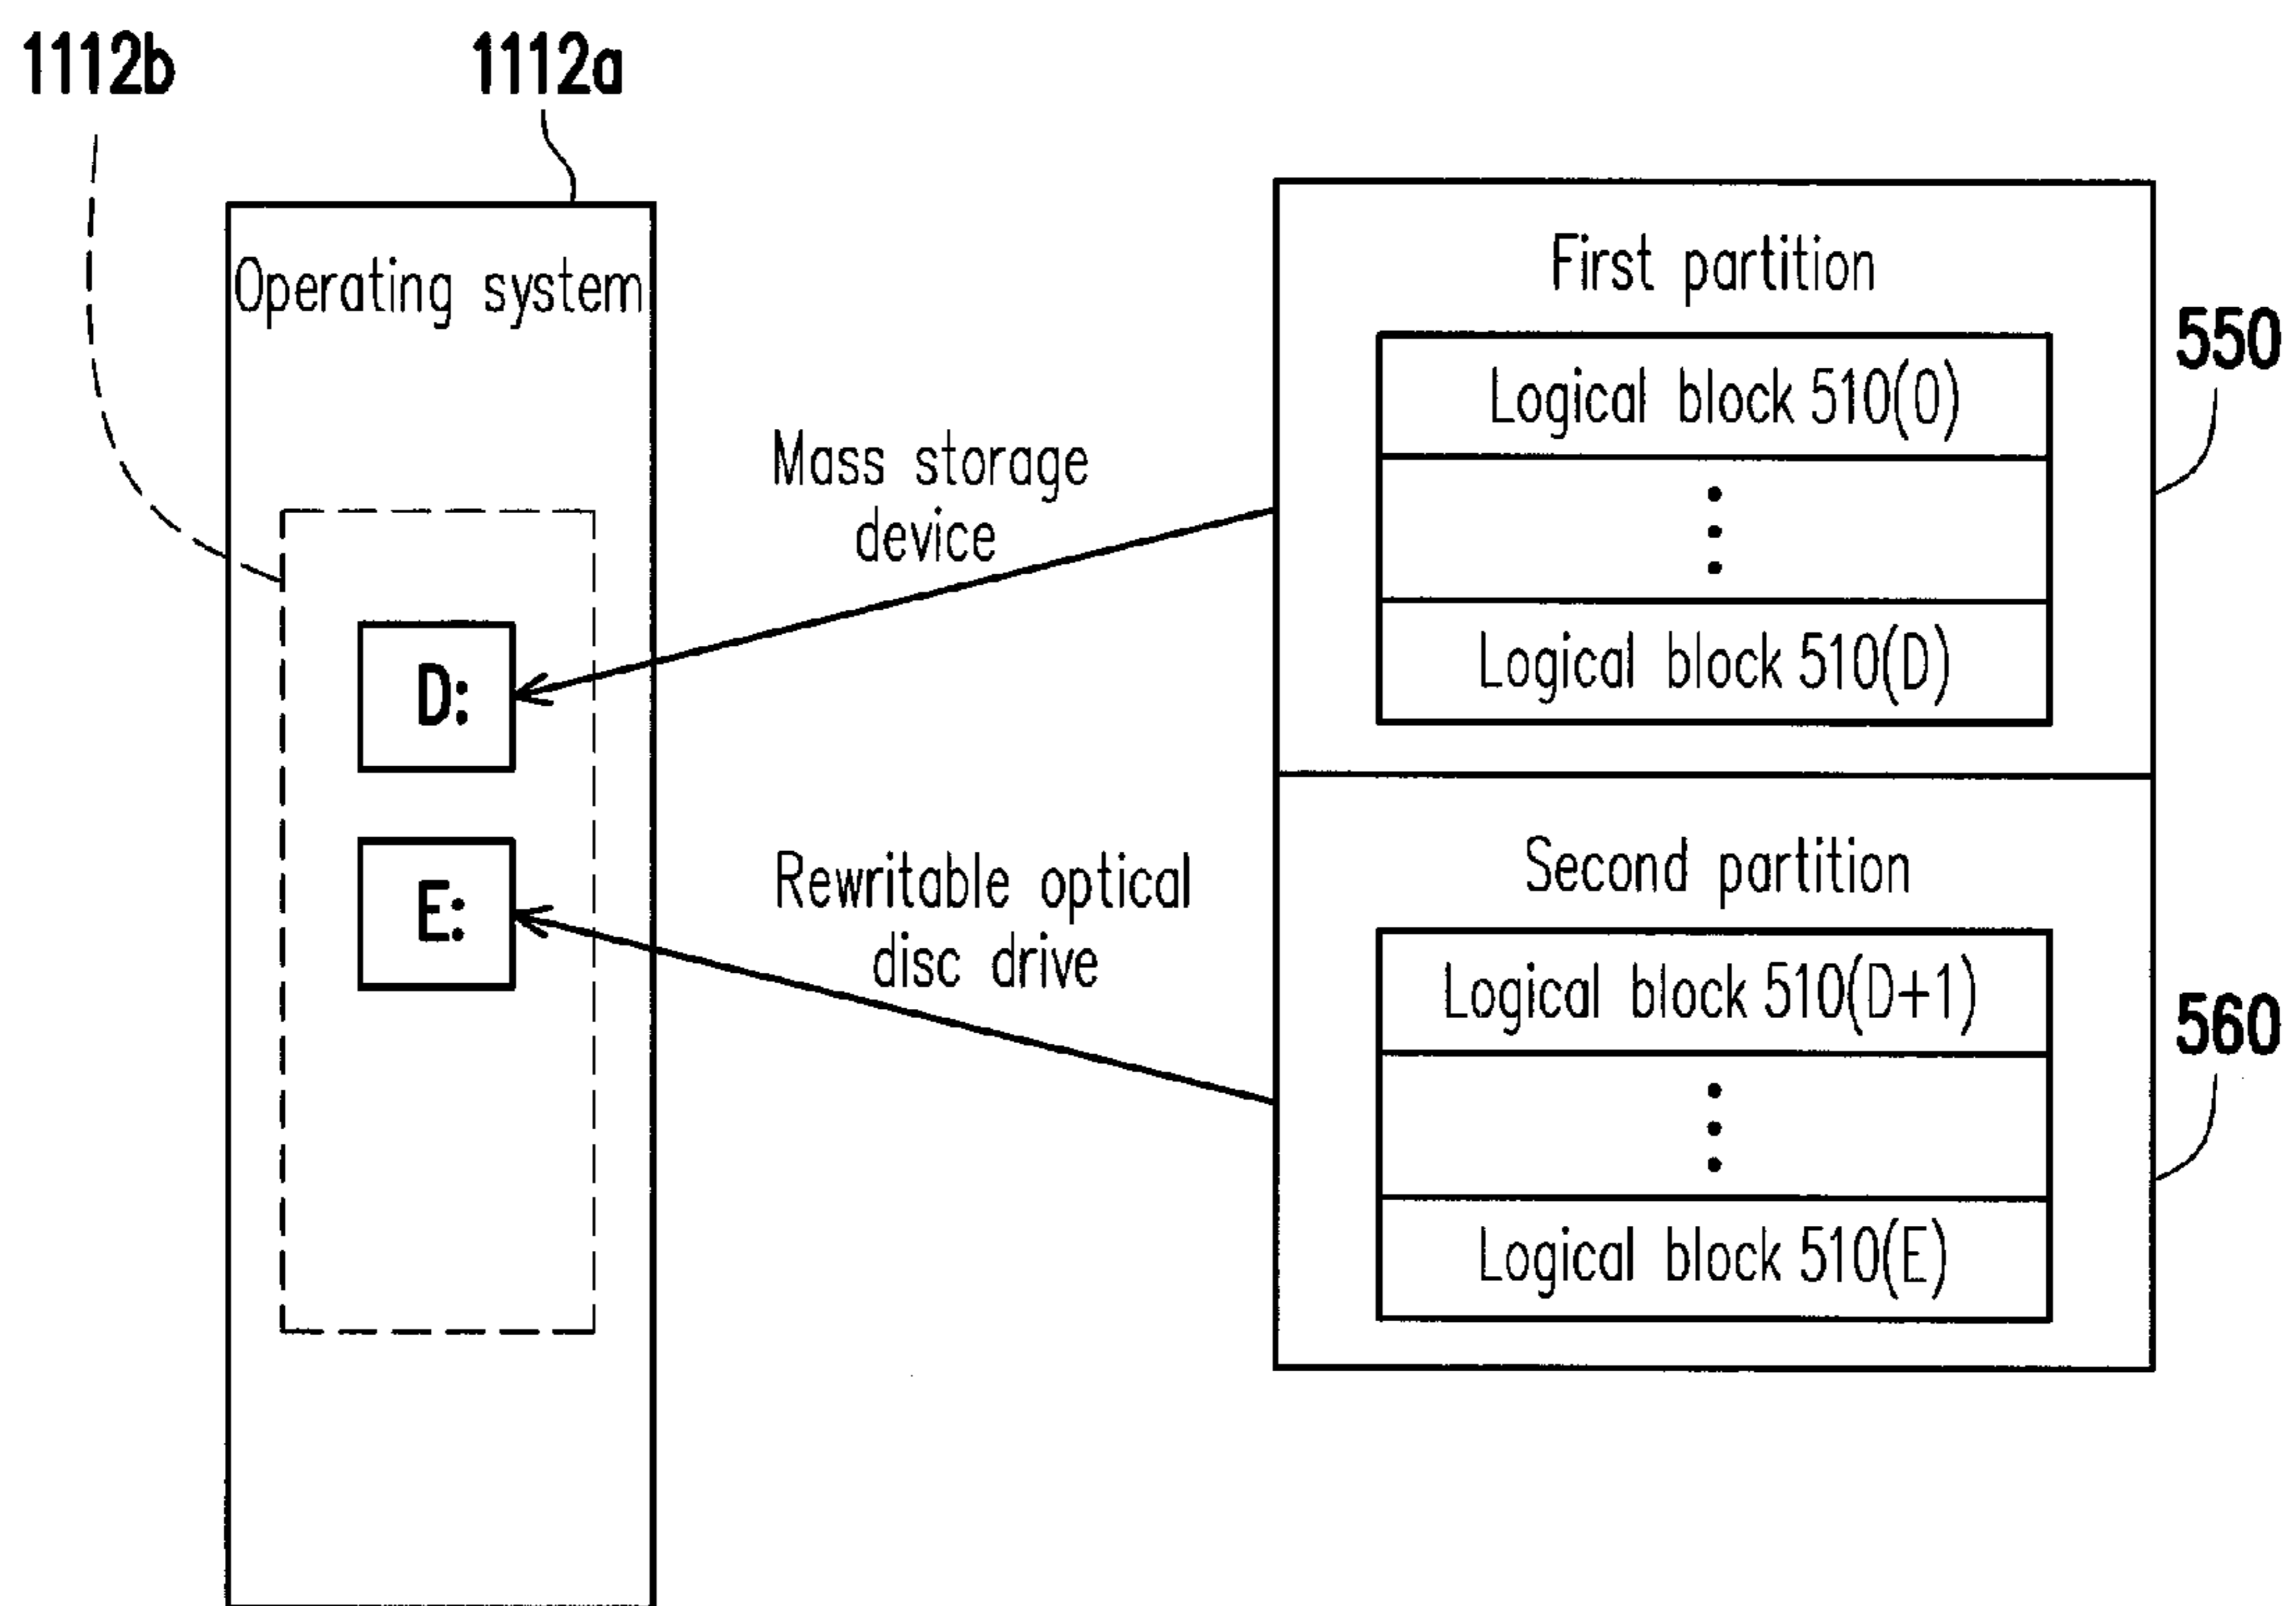 1112b
1112a
Operating system
D:
E:
Mass storage
device
Rewritable optical
disc drive
First partition
Logical block 510(0)
Logical block 510(D)
550
Second partition
Logical block 510(D+1)
Logical block 510(E)
560